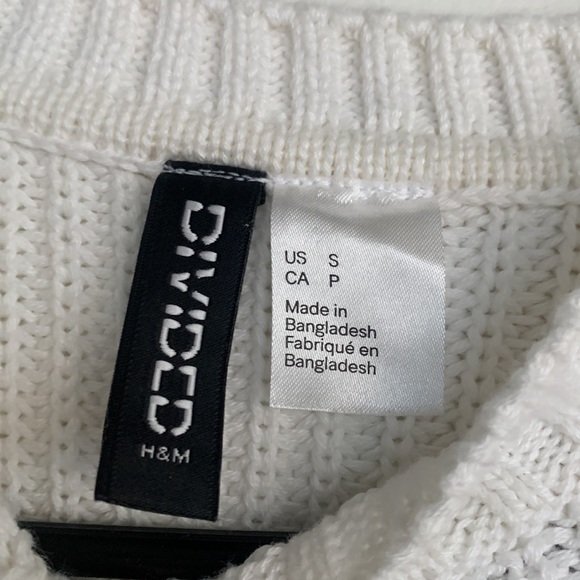 DIVIDED
H&M
US S
CA P
Made in
Bangladesh
Fabriqué en
Bangladesh